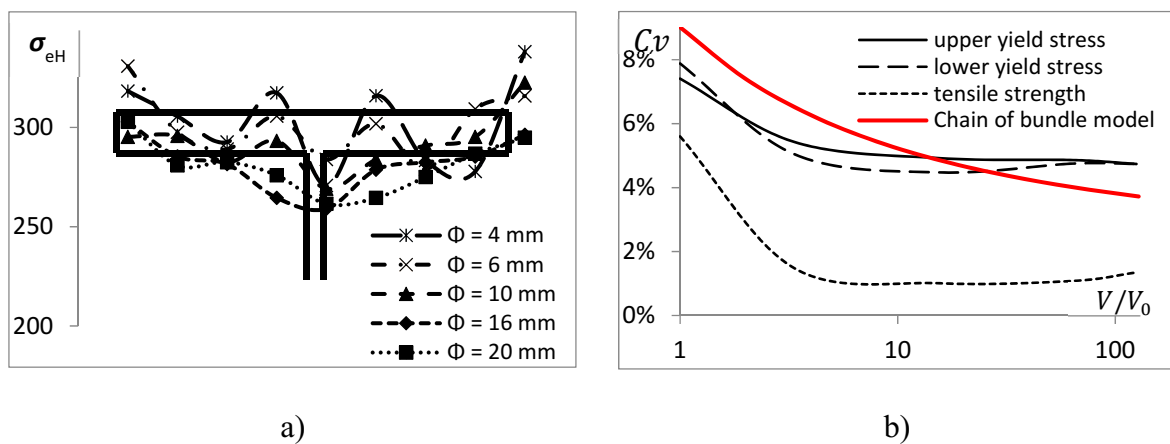 σeH
300
250
200
Φ = 4 mm
Φ = 6 mm
Φ = 10 mm
Φ = 16 mm
Φ = 20 mm
a)
Cv
8%
6%
4%
2%
0%
upper yield stress
lower yield stress
tensile strength
Chain of bundle model
V/V0
1 10 100
b)